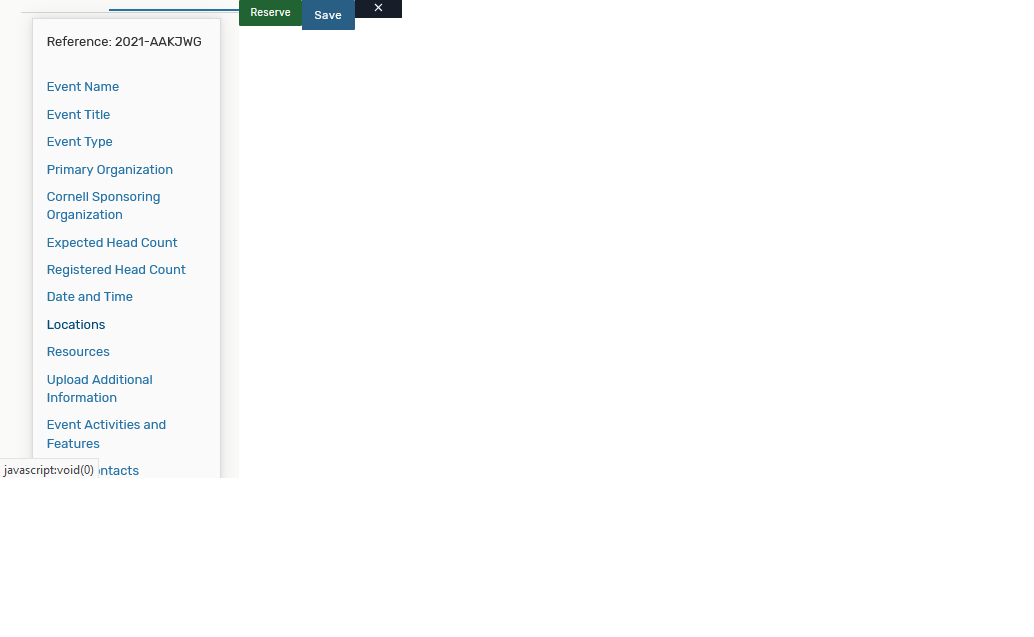 Reserve
Save
×
Reference: 2021-AAKJWG
Event Name
Event Title
Event Type
Primary Organization
Cornell Sponsoring
Organization
Expected Head Count
Registered Head Count
Date and Time
Locations
Resources
Upload Additional
Information
Event Activities and
Features
javascript:void(0)
ntacts